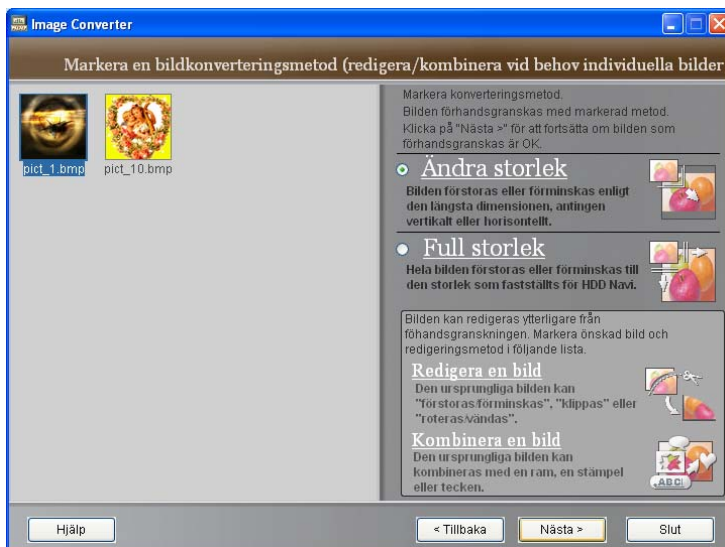 Image Converter
Markera en bildkonverteringsmetod (redigera/kombinera vid behov individuella bilder
pict_1.bmp
pict_10.bmp
Markera konverteringsmetod.
Bilden förhandsgranskas med markerad metod.
Klicka på "Nästa >" för att fortsätta om bilden som
förhandsgranskas är OK.
Ändra storlek
Bilden förstoras eller förminskas enligt
den längsta dimensionen, antingen
vertikalt eller horisontellt.
Full storlek
Hela bilden förstoras eller förminskas till
den storlek som fastställts för HDD Navi.
Bilden kan redigeras ytterligare från
föhandsgranskningen. Markera önskad bild och
redigeringsmetod i följande lista.
Redigera en bild
Den ursprungliga bilden kan
"förstoras/förminskas", "klippas" eller
"roteras/vändas".
Kombinera en bild
Den ursprungliga bilden kan
kombineras med en ram, en stämpel
eller tecken.
ABC
Hjälp
< Tillbaka
Nästa >
Slut